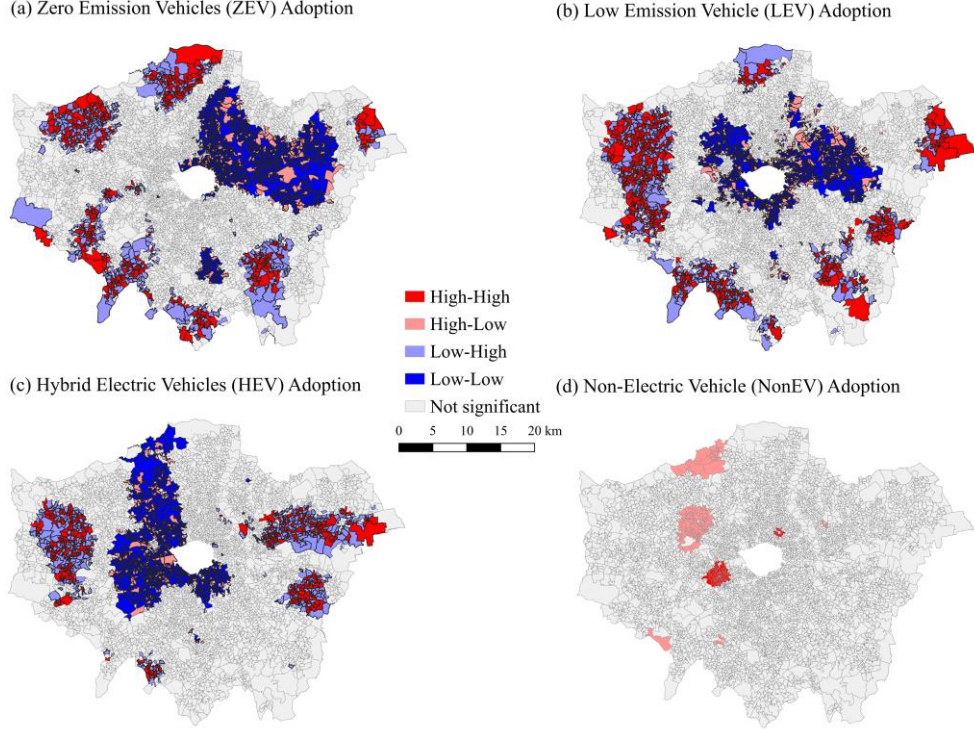 (a) Zero Emission Vehicles (ZEV) Adoption
(b) Low Emission Vehicle (LEV) Adoption
High-High
High-Low
Low-High
Low-Low
Not significant
0 5 10 15 20 km
(c) Hybrid Electric Vehicles (HEV) Adoption
(d) Non-Electric Vehicle (NonEV) Adoption